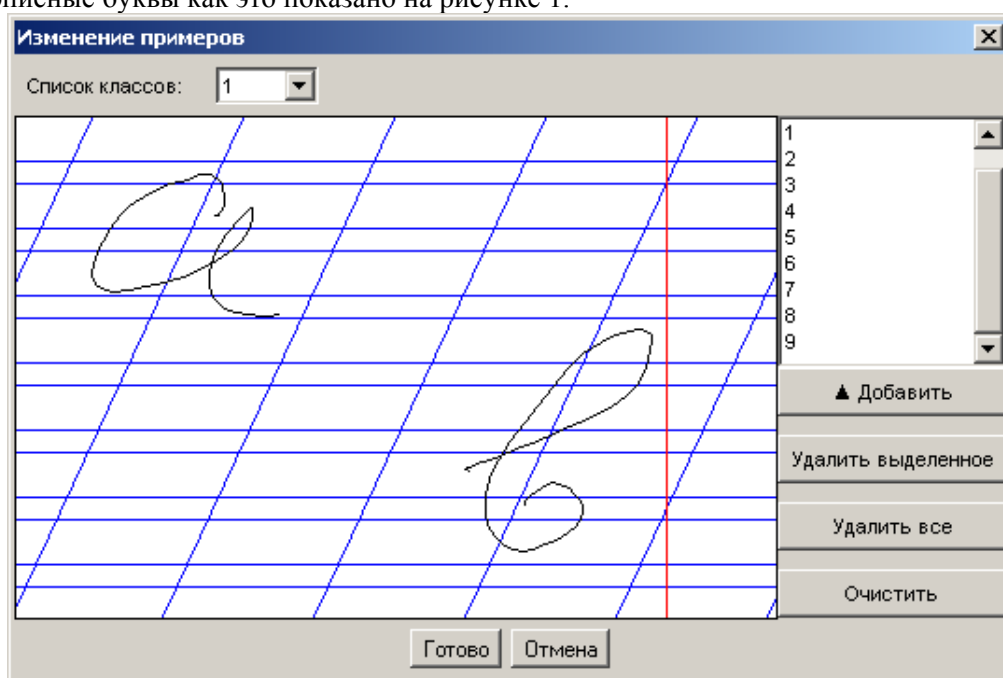 описные буквы как это показано на рисунке 1.
Изменение примеров
Список классов: 1
а
в
1
2
3
4
5
6
7
8
9
▲ Добавить
Удалить выделенное
Удалить все
Очистить
Готово Отмена